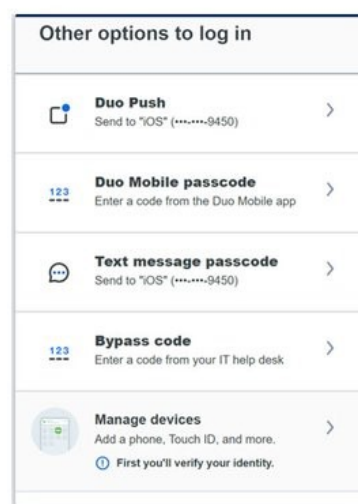 Other options to log in
Duo Push
Send to "iOS" (•••-•••-9450)
123
Duo Mobile passcode
Enter a code from the Duo Mobile app
Text message passcode
Send to "iOS" (•••-•••-9450)
123
Bypass code
Enter a code from your IT help desk
Manage devices
Add a phone, Touch ID, and more.
First you'll verify your identity.